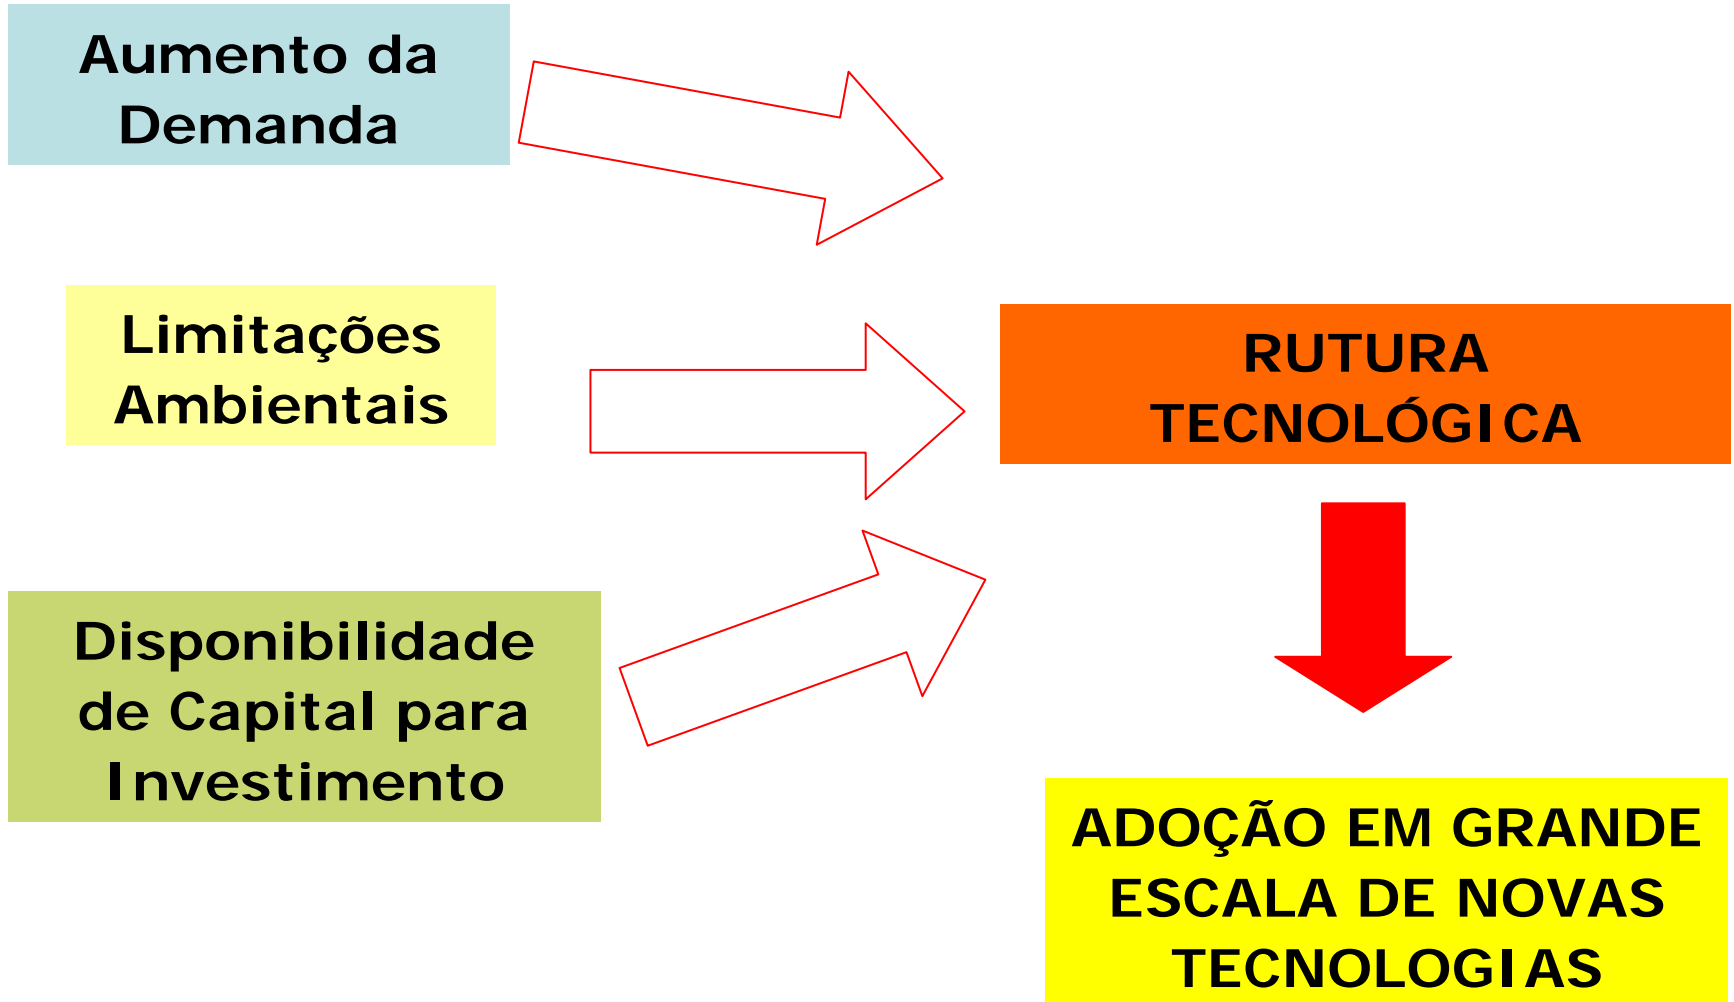 Aumento da
Demanda
Limitações
Ambientais
Disponibilidade
de Capital para
Investimento
RUTURA
TECNOLÓGICA
ADOÇÃO EM GRANDE
ESCALA DE NOVAS
TECNOLOGIAS